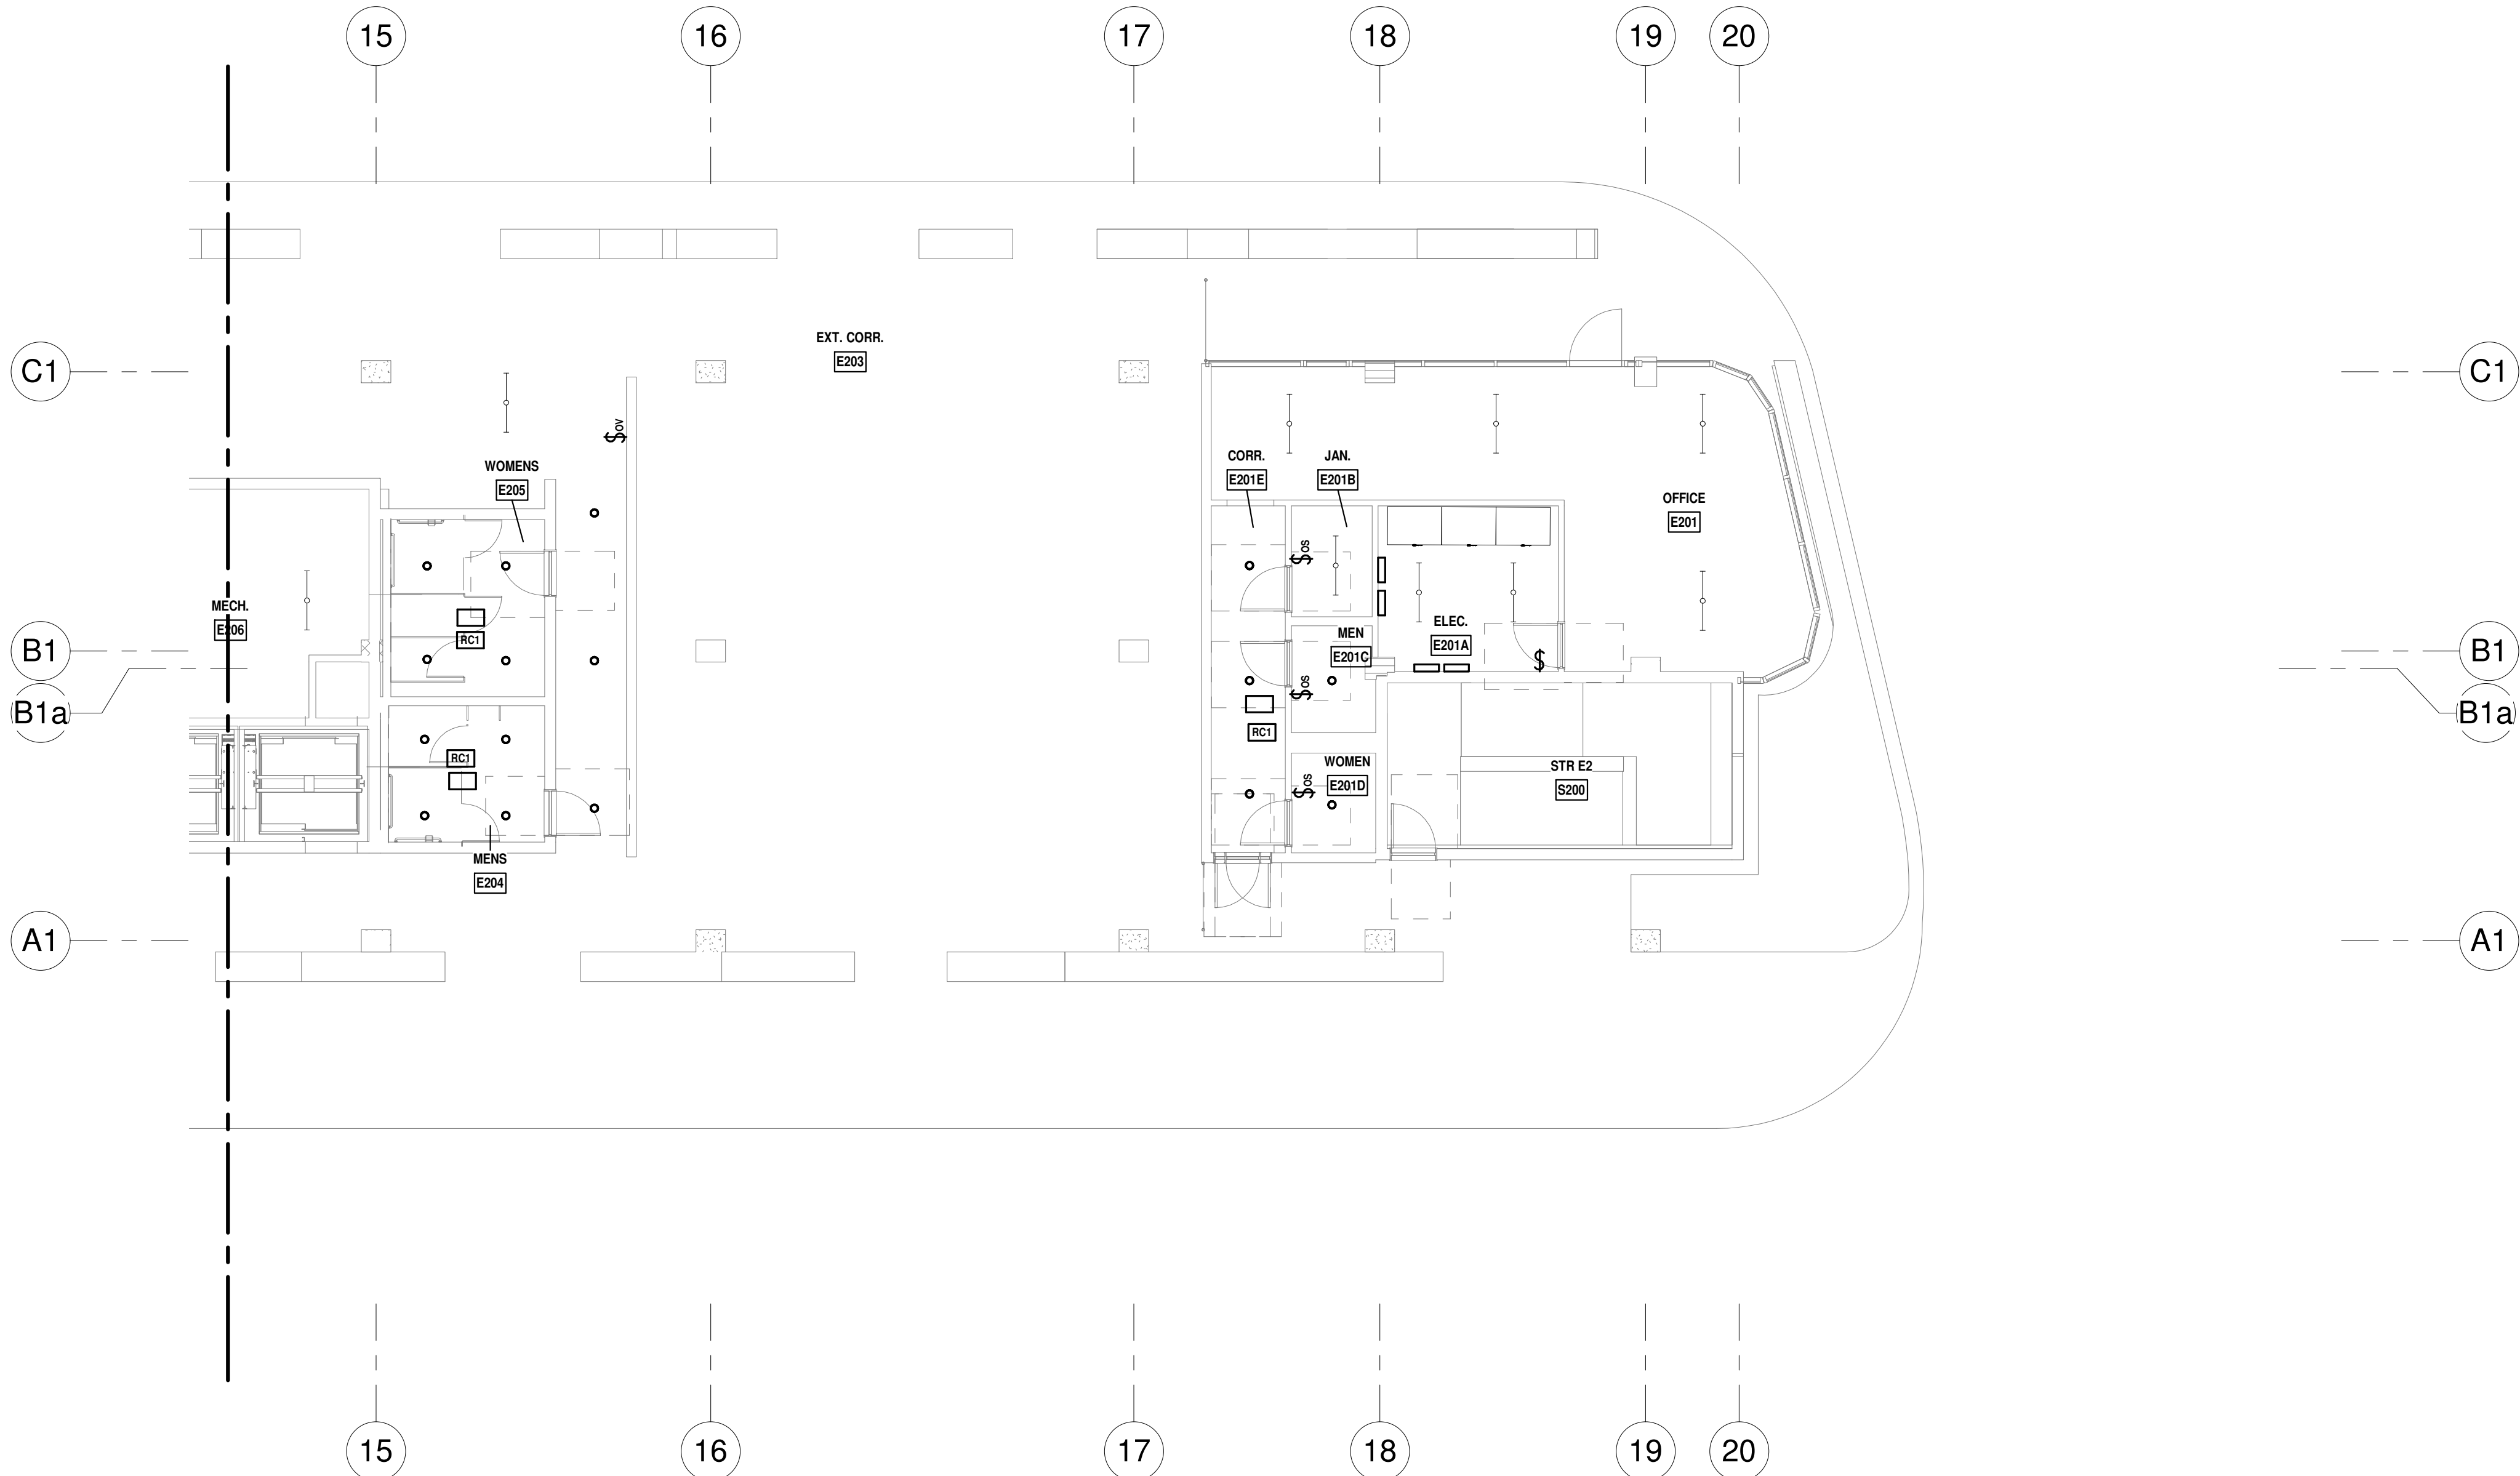 15
16
17
18
19
20
EXT. CORR.
E203
C1
C1
$OV
CORR.
JAN.
E201E
E201B
WOMENS
E205
OFFICE
E201
$OS
MECH.
E206
RC1
ELEC.
E201A
MEN
E201C
$
B1
B1
$OS
B1a
B1a
RC1
RC1
WOMEN
E201D
$OS
STR E2
S200
MENS
E204
A1
A1
15
16
17
18
19
20